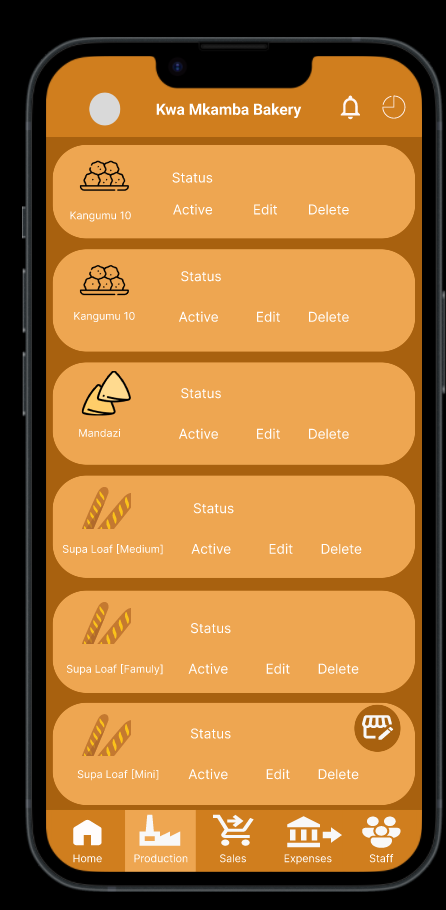 Kwa Mkamba Bakery
Status
Kangumu 10 Active Edit Delete
Status
Kangumu 10 Active Edit Delete
Status
Mandazi Active Edit Delete
Status
Supa Loaf [Medium] Active Edit Delete
Status
Supa Loaf [Famuly] Active Edit Delete
Status
Supa Loaf [Mini] Active Edit Delete
Home Production Sales Expenses Staff